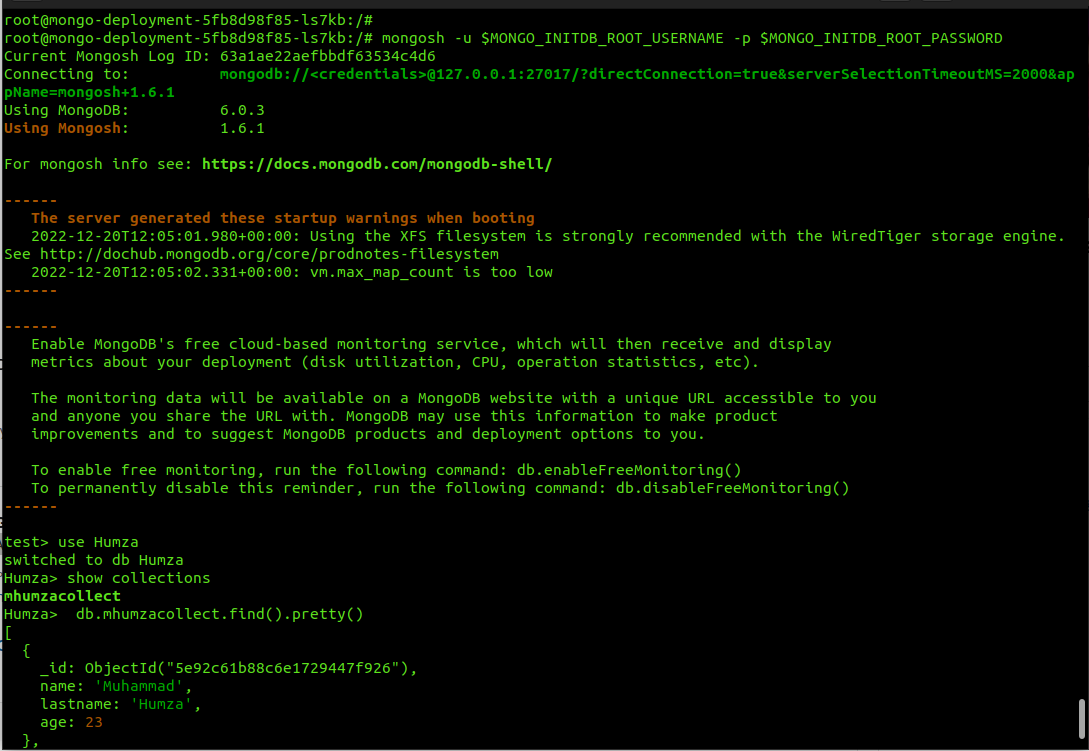 root@mongo-deployment-5fb8d98f85-ls7kb:/#
root@mongo-deployment-5fb8d98f85-ls7kb:/# mongosh -u $MONGO_INITDB_ROOT_USERNAME -p $MONGO_INITDB_ROOT_PASSWORD
Current Mongosh Log ID: 63a1ae22aefbbdf63534c4d6
Connecting to:          mongodb://<credentials>@127.0.0.1:27017/?directConnection=true&serverSelectionTimeoutMS=2000&ap
pName=mongosh+1.6.1
Using MongoDB:          6.0.3
Using Mongosh:          1.6.1
For mongosh info see: https://docs.mongodb.com/mongodb-shell/
------
   The server generated these startup warnings when booting
   2022-12-20T12:05:01.980+00:00: Using the XFS filesystem is strongly recommended with the WiredTiger storage engine.
See http://dochub.mongodb.org/core/prodnotes-filesystem
   2022-12-20T12:05:02.331+00:00: vm.max_map_count is too low
------
------
   Enable MongoDB's free cloud-based monitoring service, which will then receive and display
   metrics about your deployment (disk utilization, CPU, operation statistics, etc).
   The monitoring data will be available on a MongoDB website with a unique URL accessible to you
   and anyone you share the URL with. MongoDB may use this information to make product
   improvements and to suggest MongoDB products and deployment options to you.
   To enable free monitoring, run the following command: db.enableFreeMonitoring()
   To permanently disable this reminder, run the following command: db.disableFreeMonitoring()
------
test> use Humza
switched to db Humza
Humza> show collections
mhumzacollect
Humza>  db.mhumzacollect.find().pretty()
[
  {
    _id: ObjectId("5e92c61b88c6e1729447f926"),
    name: 'Muhammad',
    lastname: 'Humza',
    age: 23
  },